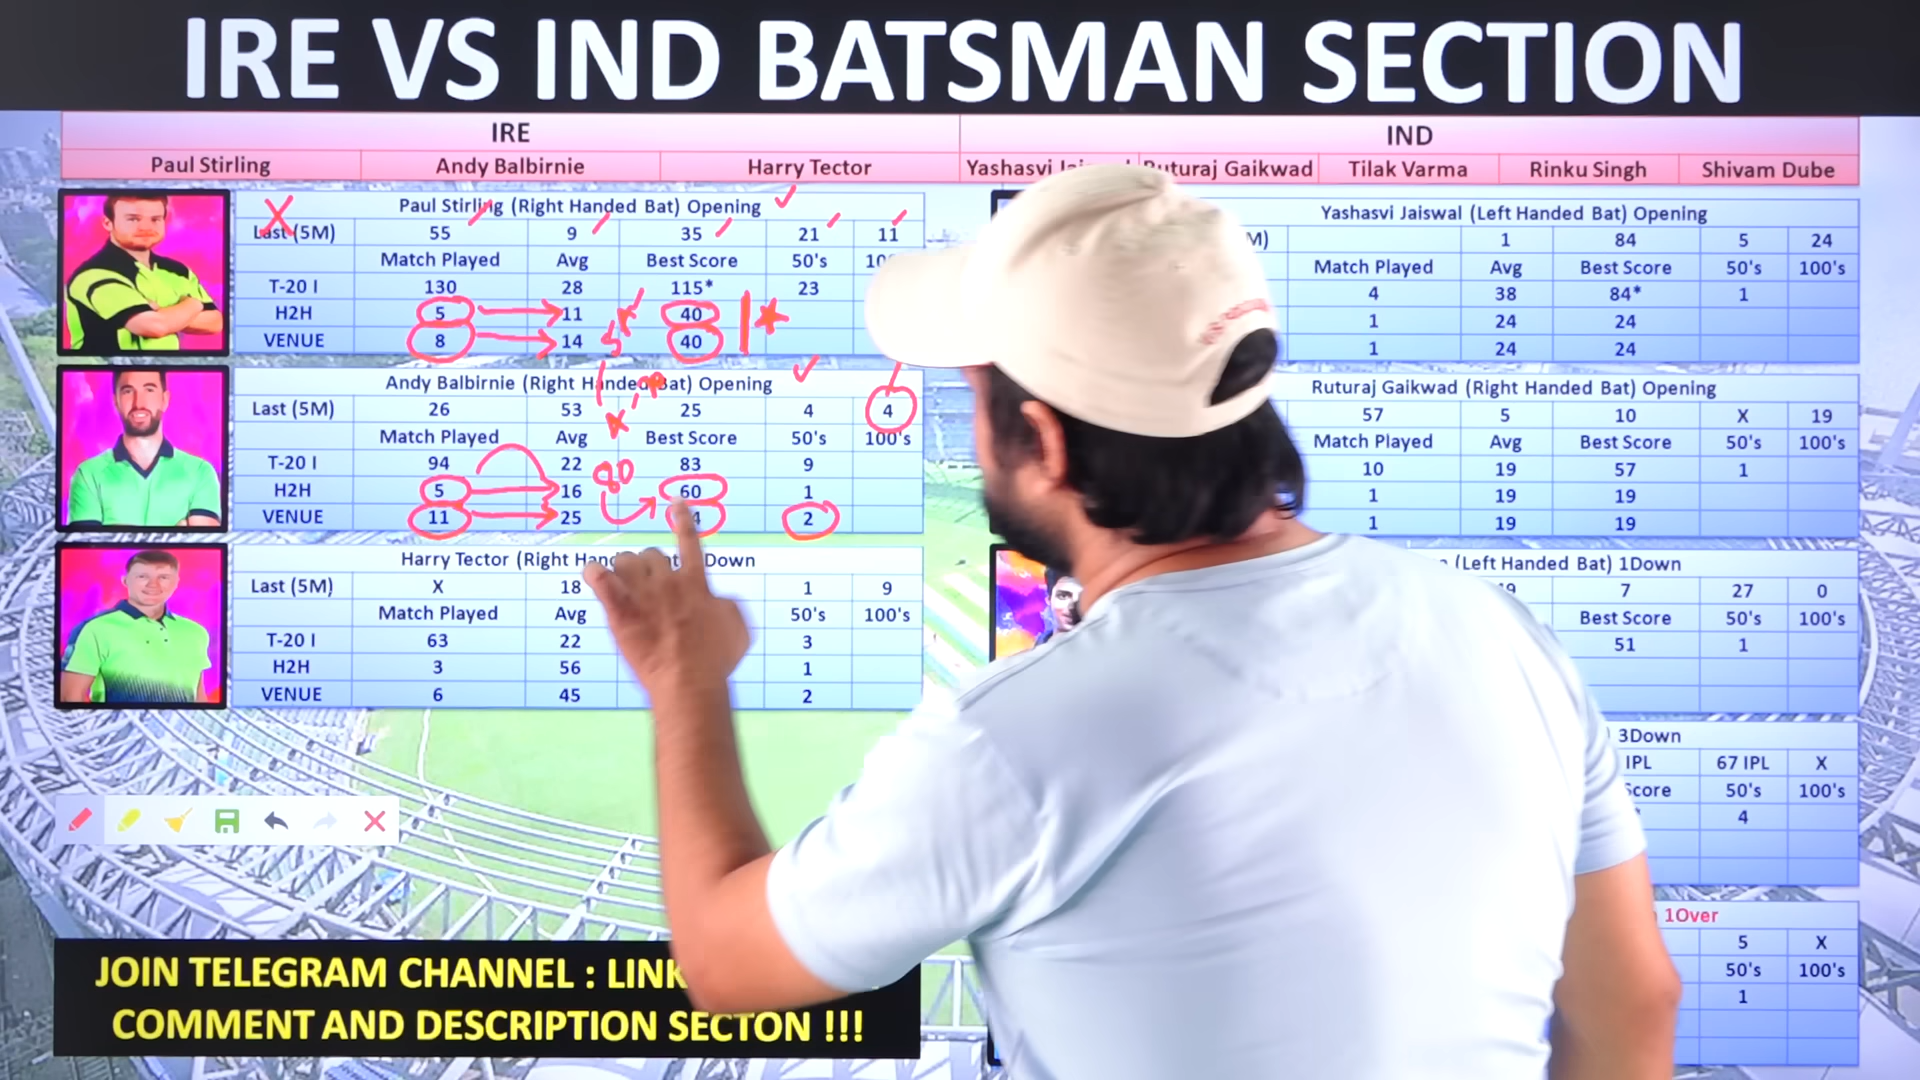 IRE VS IND BATSMAN SECTION
IRE IND
Paul Stirling Andy Balbirnie Harry Tector Yashasvi Ruturaj Gaikwad Tilak Varma Rinku Singh Shivam Dube
Paul Stirling (Right Handed Bat) Opening
Last (5M) 55 9 35 21 11
Match Played Avg Best Score 50's
T-20 I 130 28 115* 23
H2H 5 11 40
VENUE 8 14 40
Andy Balbirnie (Right Handed Bat) Opening
Last (5M) 26 53 25 4 4
Match Played Avg Best Score 50's 100's
T-20 I 94 22 83 9
H2H 5 16 60 1
VENUE 11 25 2
80
Harry Tector (Right Down
Last (5M) X 18 1 9
Match Played Avg 50's 100's
T-20 I 63 22 3
H2H 3 56 1
VENUE 6 45 2
Yashasvi Jaiswal (Left Handed Bat) Opening
M) 1 84 5 24
Match Played Avg Best Score 50's 100's
4 38 84* 1
1 24 24
1 24 24
Ruturaj Gaikwad (Right Handed Bat) Opening
57 5 10 X 19
Match Played Avg Best Score 50's 100's
10 19 57 1
1 19 19
1 19 19
(Left Handed Bat) 1Down
7 27 0
Best Score 50's 100's
51 1
3Down
IPL 67 IPL X
Score 50's 100's
4
1Over
5 X
50's 100's
1
JOIN TELEGRAM CHANNEL : LINK
COMMENT AND DESCRIPTION SECTON !!!